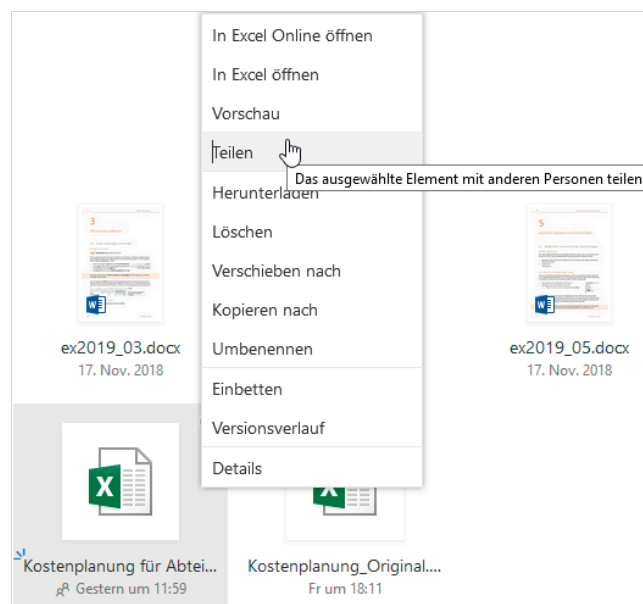 In Excel Online öffnen
In Excel öffnen
Vorschau
Teilen
Das ausgewählte Element mit anderen Personen teilen
Herunterladen
Löschen
Verschieben nach
Kopieren nach
Umbenennen
Einbetten
Versionsverlauf
Details
3
5
ex2019_03.docx
17. Nov. 2018
ex2019_05.docx
17. Nov. 2018
Kostenplanung für Abtei...
Gestern um 11:59
Kostenplanung_Original....
Fr um 18:11